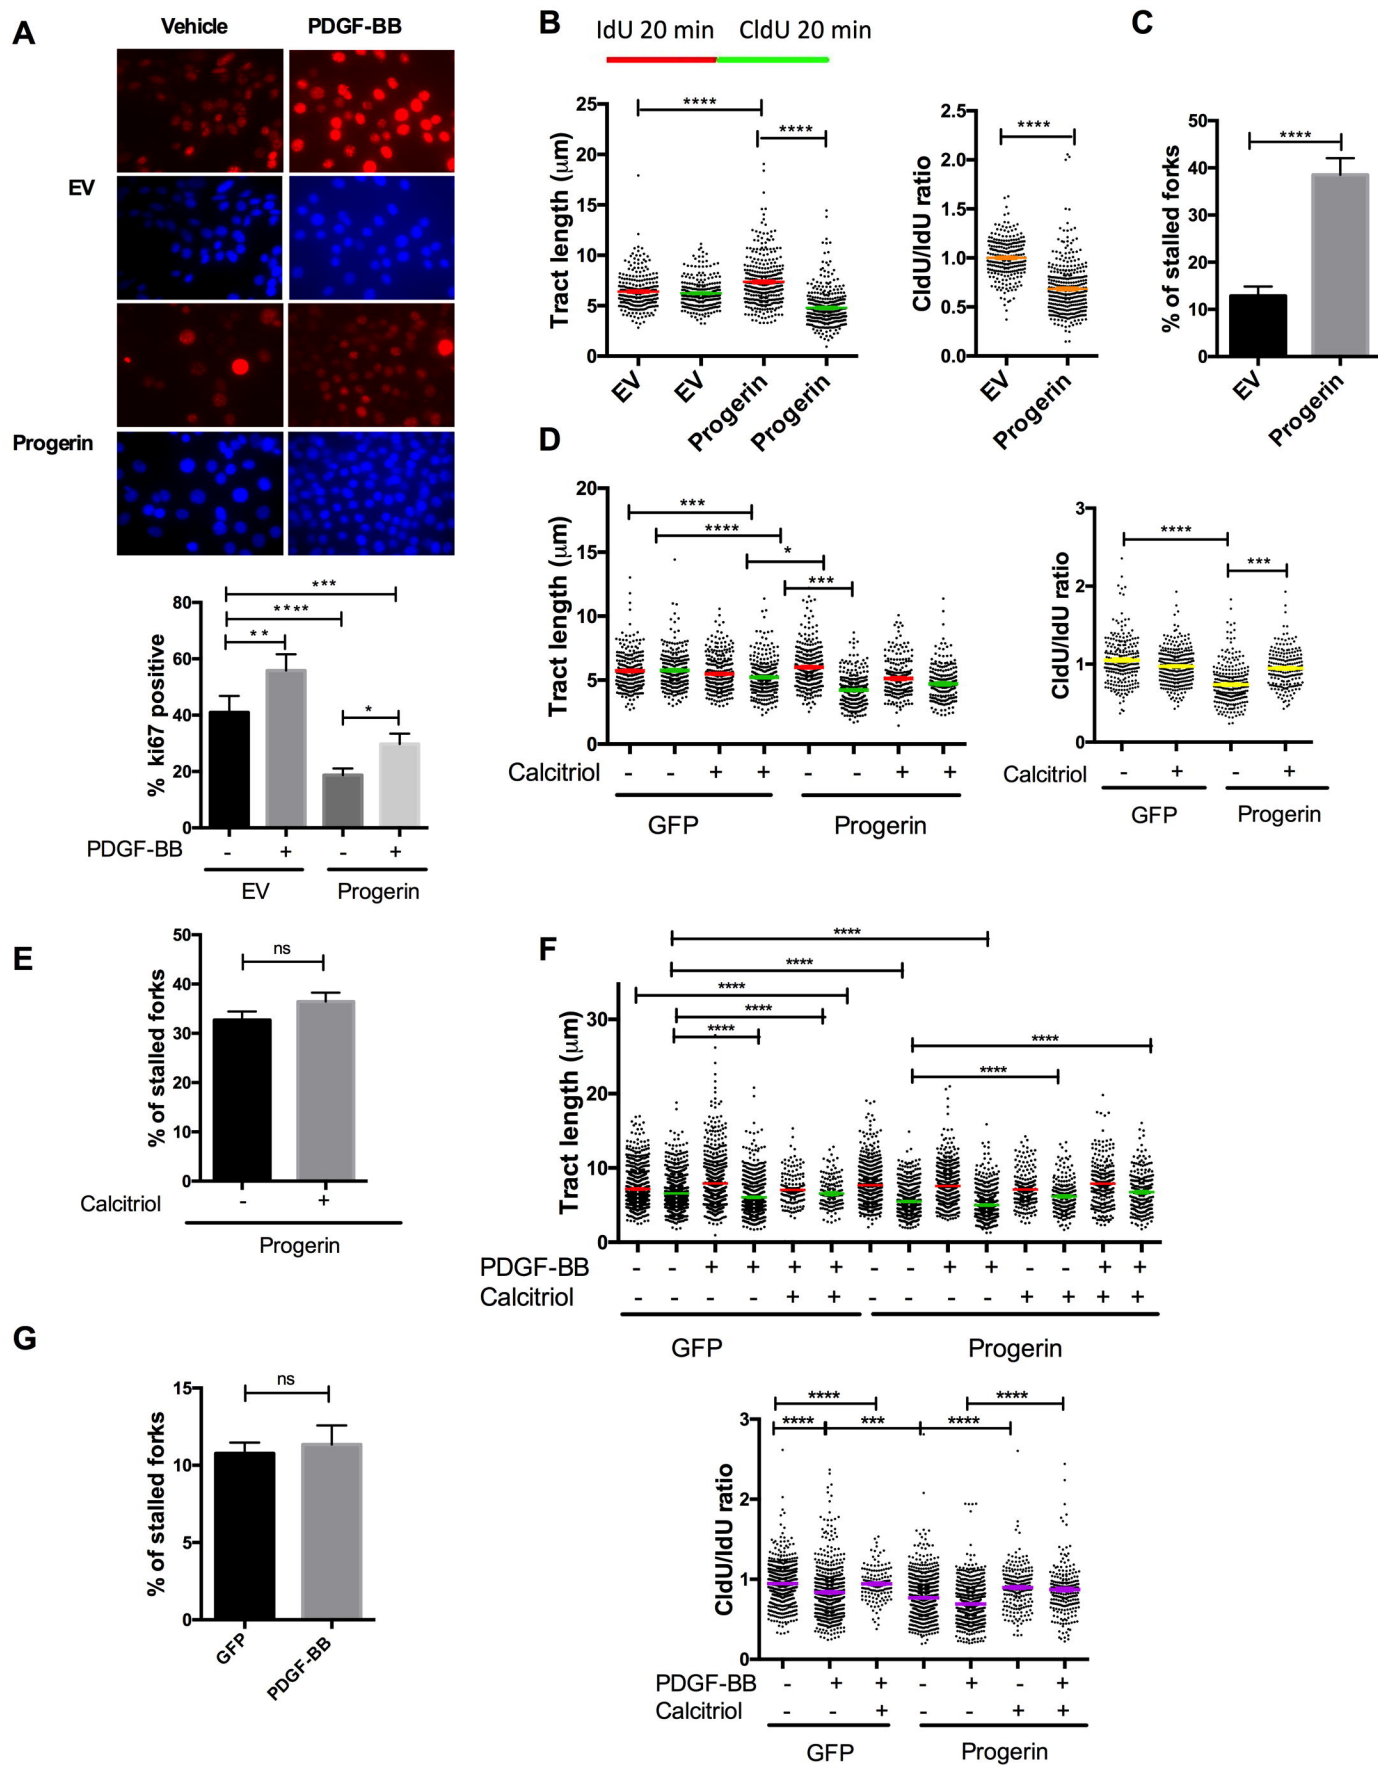 A
Vehicle PDGF-BB
EV
Progerin
80
60
40
20
0
% ki67 positive
***
****
**
*
PDGF-BB - + - +
EV Progerin
B
IdU 20 min CldU 20 min
25
20
15
10
5
0
Tract length (µm)
****
****
EV EV Progerin Progerin
2.5
2.0
1.5
1.0
0.5
0.0
CldU/IdU ratio
****
EV Progerin
C
50
40
30
20
10
0
% of stalled forks
****
EV Progerin
D
20
15
10
5
0
Tract length (µm)
***
****
*
***
Calcitriol - - + + - - + +
GFP Progerin
3
2
1
0
CldU/IdU ratio
****
***
Calcitriol - + - +
GFP Progerin
E
50
40
30
20
10
0
% of stalled forks
ns
Calcitriol - +
Progerin
F
30
20
10
0
Tract length (µm)
****
****
****
****
****
****
****
PDGF-BB - - + + + + - - + + - - + +
Calcitriol - - - - + + - - - - + + + +
GFP Progerin
3
2
1
0
CldU/IdU ratio
**** ****
**** *** ****
PDGF-BB - + + - + - +
Calcitriol - - + - - + +
GFP Progerin
G
15
10
5
0
% of stalled forks
ns
GFP PDGF-BB